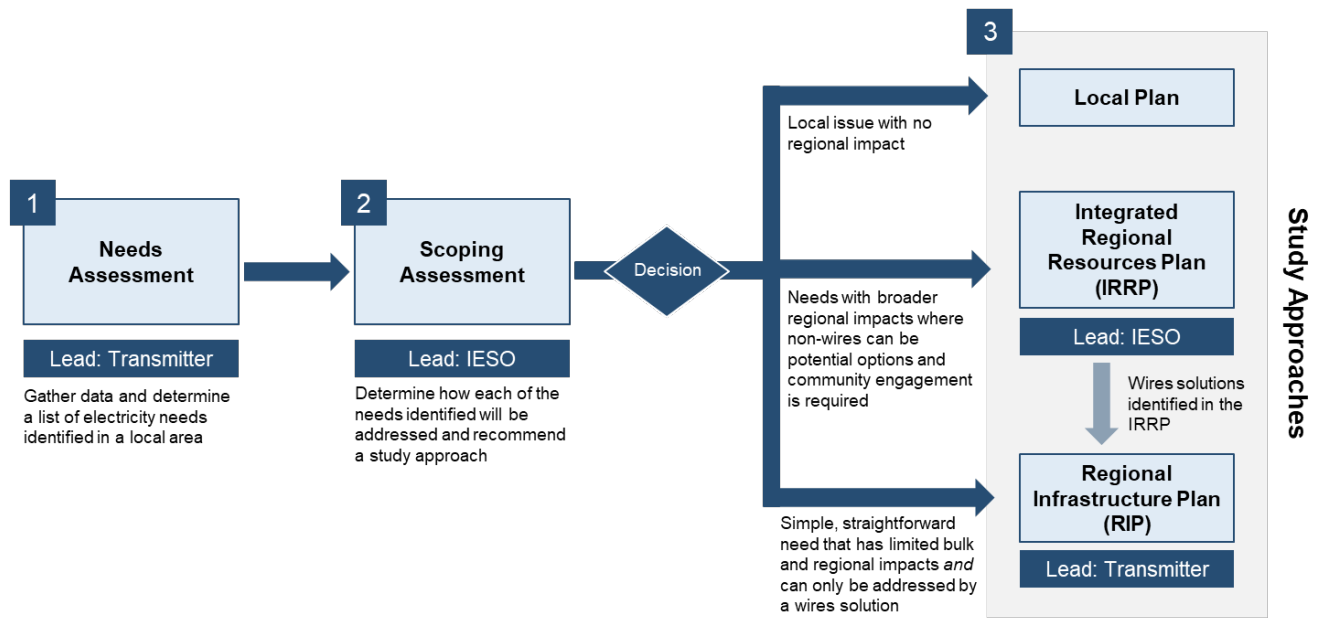 1
Needs
Assessment
Lead: Transmitter
Gather data and determine
a list of electricity needs
identified in a local area
2
Scoping
Assessment
Lead: IESO
Determine how each of the
needs identified will be
addressed and recommend
a study approach
Decision
Local issue with no
regional impact
Needs with broader
regional impacts where
non-wires can be
potential options and
community engagement
is required
Simple, straightforward
need that has limited bulk
and regional impacts and
can only be addressed by
a wires solution
3
Local Plan
Integrated
Regional
Resources Plan
(IRRP)
Lead: IESO
Wires solutions
identified in the
IRRP
Regional
Infrastructure Plan
(RIP)
Lead: Transmitter
Study Approaches